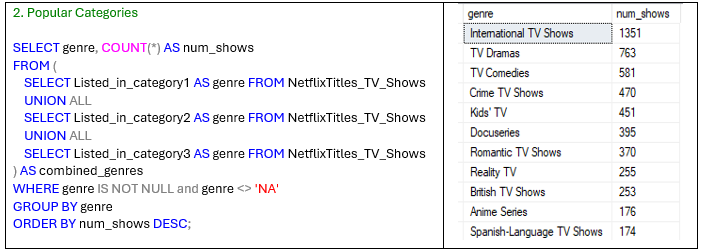 2. Popular Categories
SELECT genre, COUNT(*) AS num_shows
FROM (
SELECT Listed_in_category1 AS genre FROM NetflixTitles_TV_Shows
UNION ALL
SELECT Listed_in_category2 AS genre FROM NetflixTitles_TV_Shows
UNION ALL
SELECT Listed_in_category3 AS genre FROM NetflixTitles_TV_Shows
) AS combined_genres
WHERE genre IS NOT NULL and genre <> 'NA'
GROUP BY genre
ORDER BY num_shows DESC;
genre num_shows
International TV Shows 1351
TV Dramas 763
TV Comedies 581
Crime TV Shows 470
Kids' TV 451
Docuseries 395
Romantic TV Shows 370
Reality TV 255
British TV Shows 253
Anime Series 176
Spanish-Language TV Shows 174